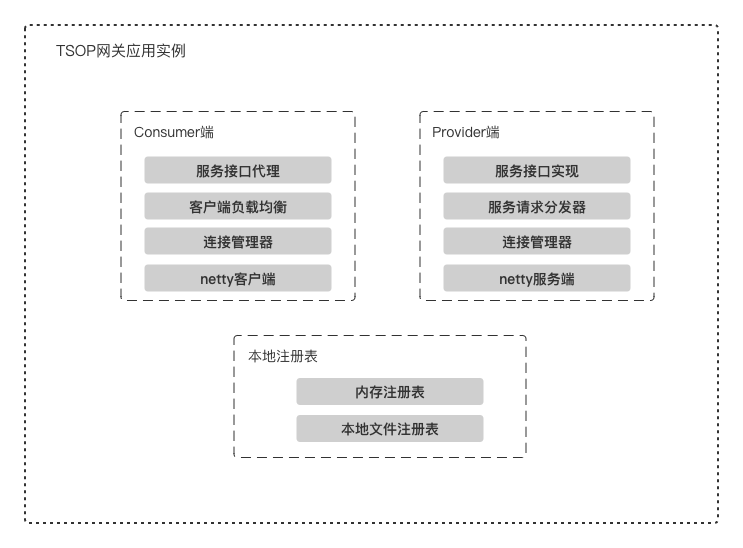 TSOP网关应用实例
Consumer端
服务接口代理
客户端负载均衡
连接管理器
netty客户端
Provider端
服务接口实现
服务请求分发器
连接管理器
netty服务端
本地注册表
内存注册表
本地文件注册表